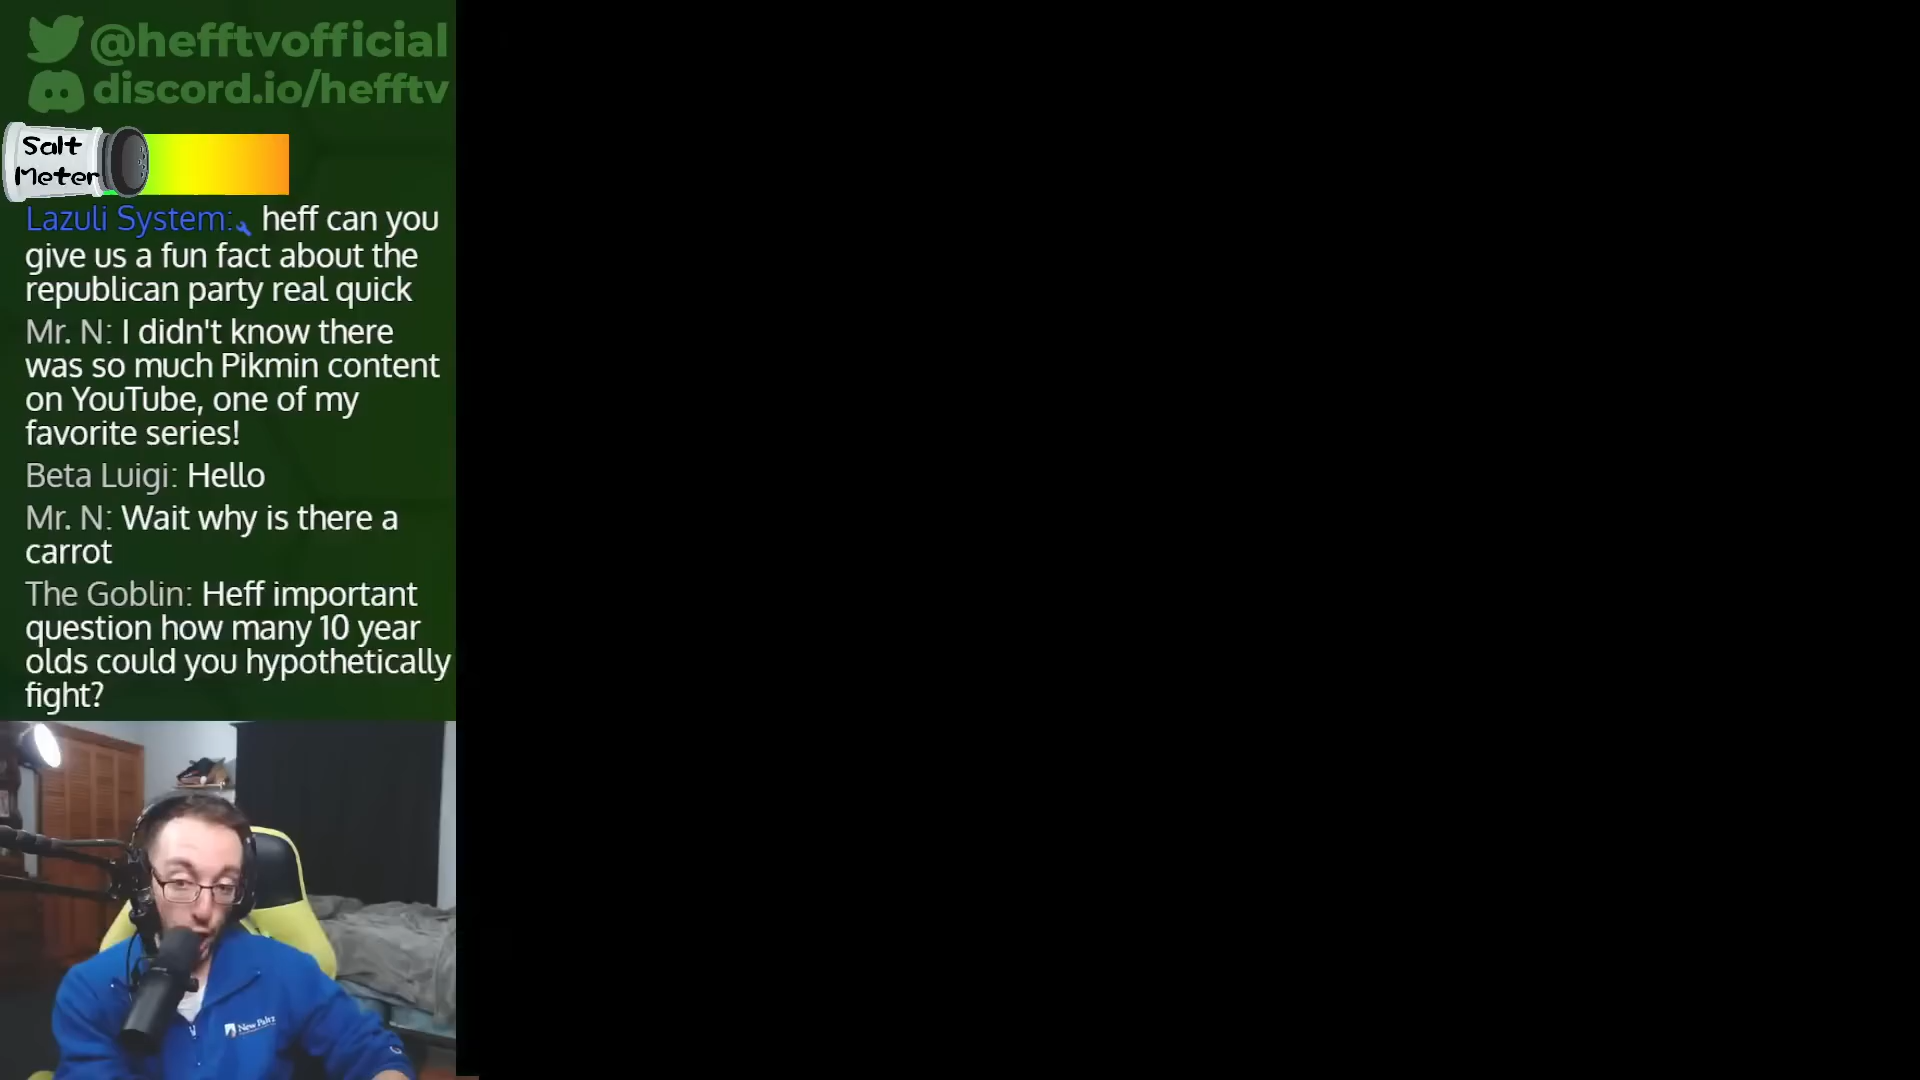 @hefftvofficial
discord.io/hefftv
Salt
Meter
Lazuli System: heff can you
give us a fun fact about the
republican party real quick
Mr. N: I didn't know there
was so much Pikmin content
on YouTube, one of my
favorite series!
Beta Luigi: Hello
Mr. N: Wait why is there a
carrot
The Goblin: Heff important
question how many 10 year
olds could you hypothetically
fight?
New Paltz